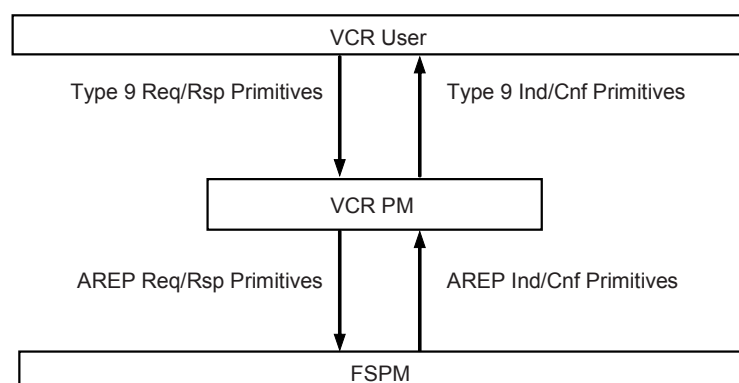 VCR User
Type 9 Req/Rsp Primitives
Type 9 Ind/Cnf Primitives
VCR PM
AREP Req/Rsp Primitives
AREP Ind/Cnf Primitives
FSPM